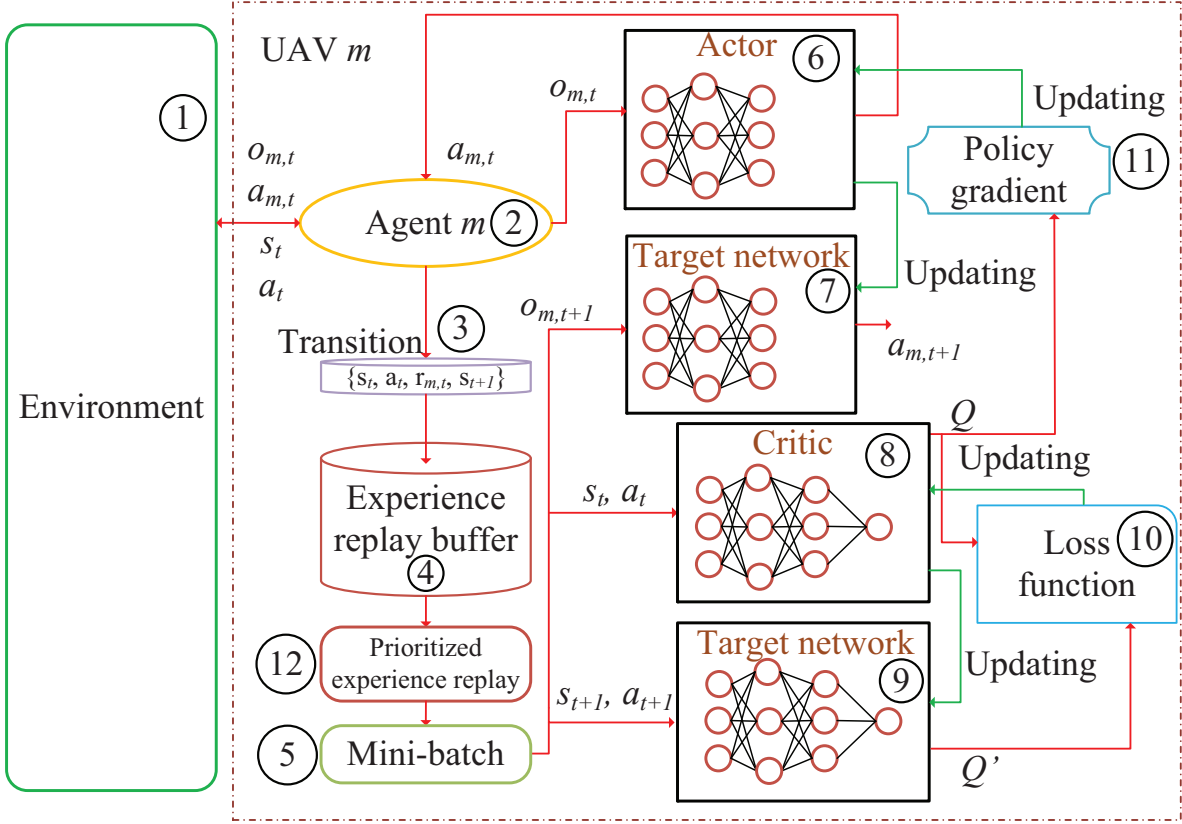 UAV m
1
Environment
o_{m,t}
a_{m,t}
s_t
a_t
a_{m,t}
Agent m
2
o_{m,t}
Actor
6
Updating
Policy
gradient
11
Updating
Target network
7
o_{m,t+1}
a_{m,t+1}
Transition
3
{s_t, a_t, r_{m,t}, s_{t+1}}
Experience
replay buffer
4
Prioritized
experience replay
12
Mini-batch
5
s_t, a_t
Critic
8
Q
Updating
Loss
function
10
s_{t+1}, a_{t+1}
Target network
9
Updating
Q’